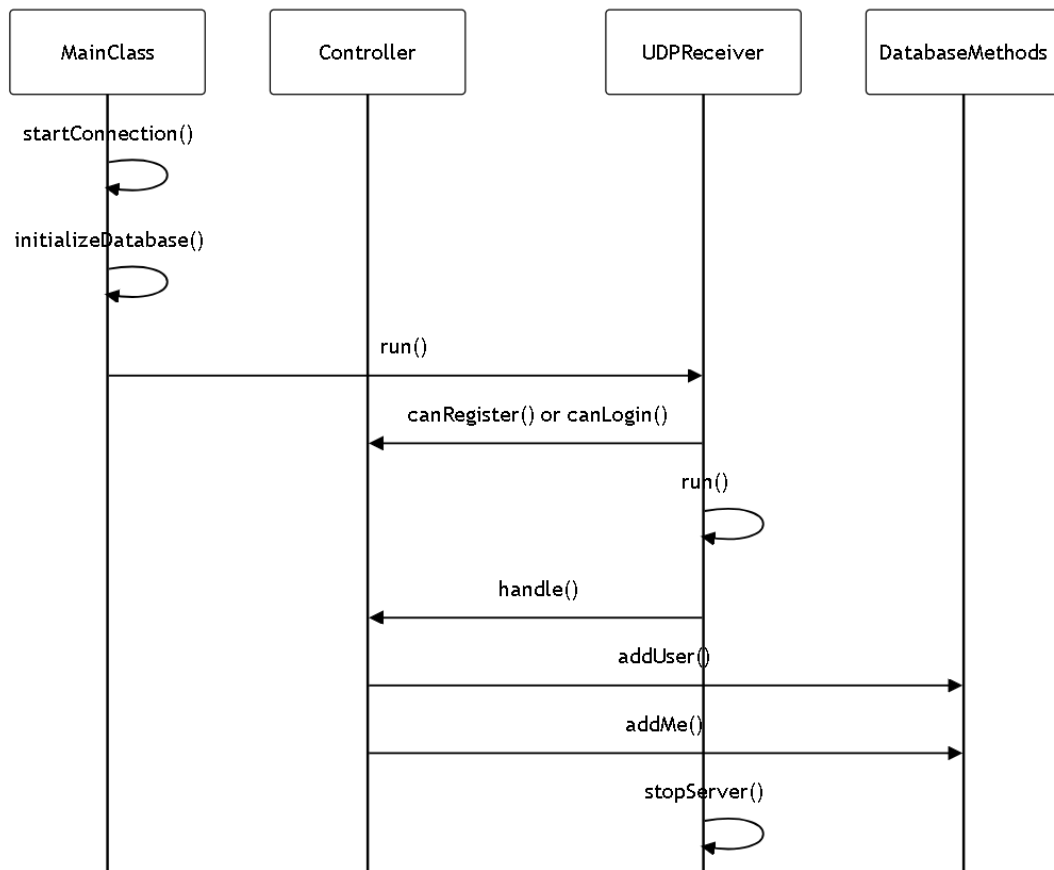 MainClass
Controller
UDPReceiver
DatabaseMethods
startConnection()
initializeDatabase()
run()
canRegister() or canLogin()
run()
handle()
addUser()
addMe()
stopServer()